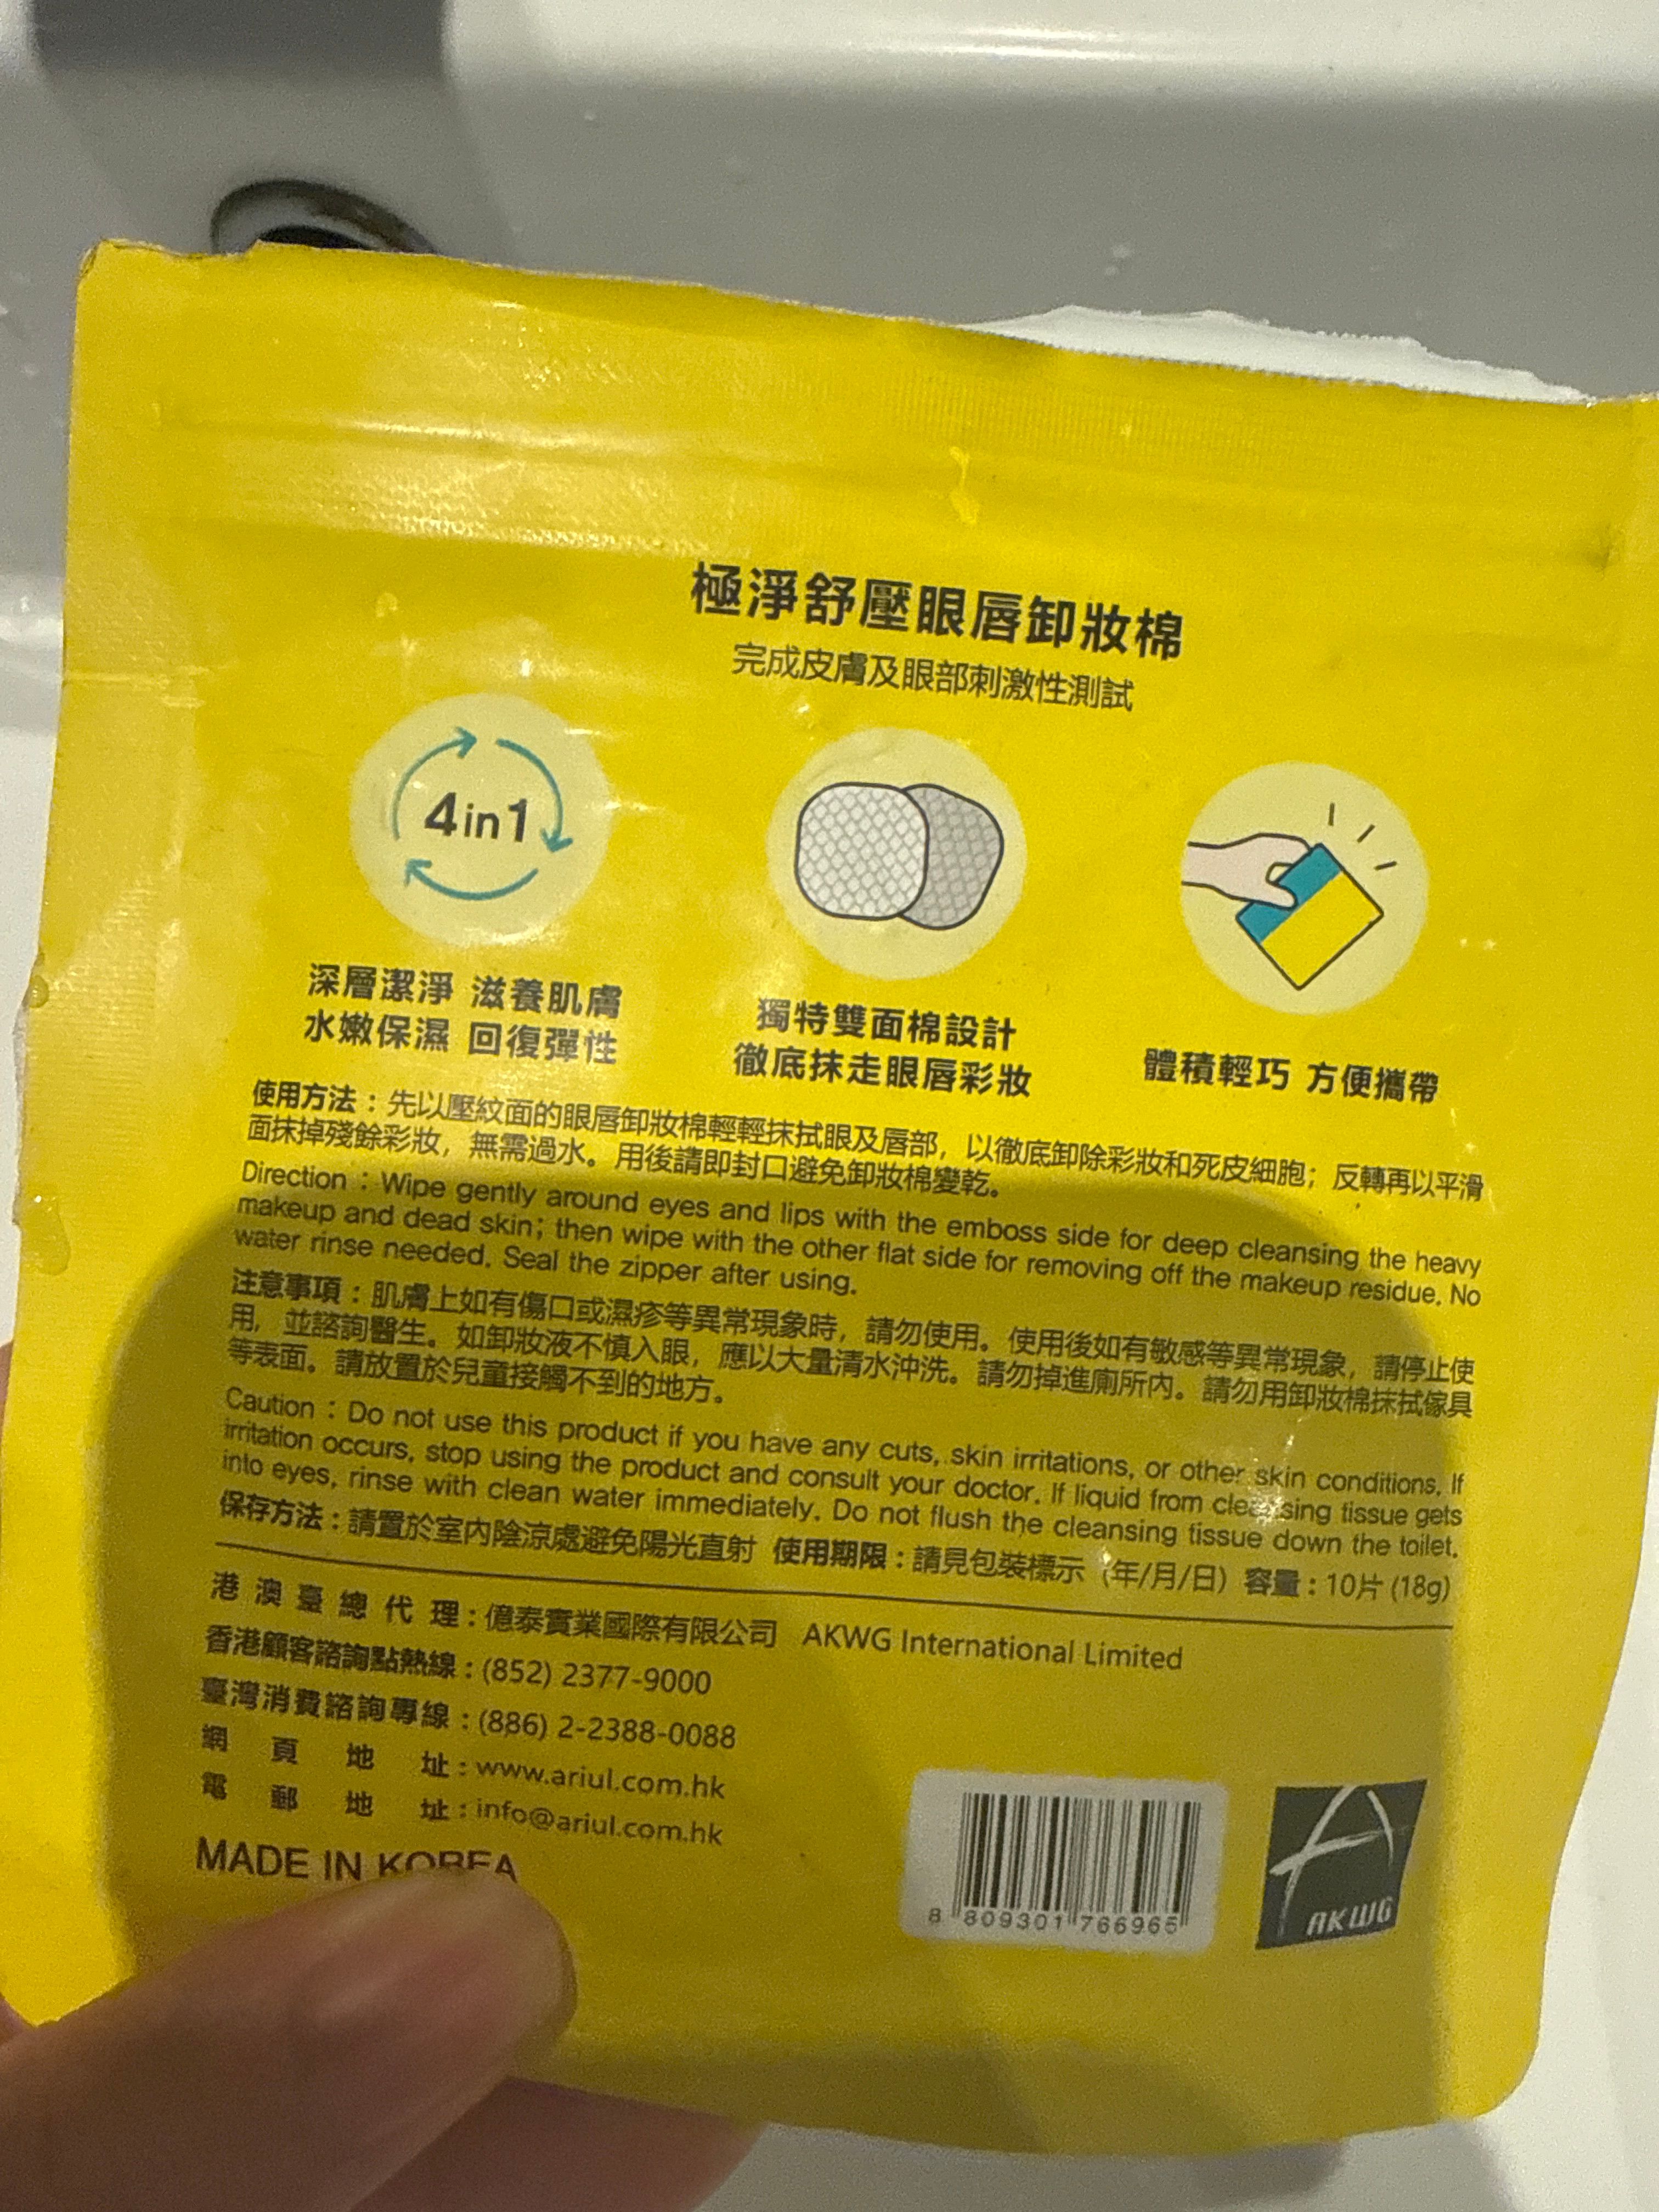 極淨舒壓眼唇卸妝棉
完成皮膚及眼部刺激性測試
4in1
深層潔淨 滋養肌膚
水嫩保濕 回復彈性
獨特雙面棉設計
徹底抹走眼唇彩妝
體積輕巧 方便攜帶
使用方法：先以壓紋面的眼唇卸妝棉輕輕抹拭眼及唇部，以徹底卸除彩妝和死皮細胞；反轉再以平滑
面抹掉殘餘彩妝，無需過水。用後請即封口避免卸妝棉變乾。
Direction : Wipe gently around eyes and lips with the emboss side for deep cleansing the heavy
makeup and dead skin; then wipe with the other flat side for removing off the makeup residue. No
water rinse needed. Seal the zipper after using.
注意事項：肌膚上如有傷口或濕疹等異常現象時，請勿使用。使用後如有敏感等異常現象，請停止使
用，並諮詢醫生。如卸妝液不慎入眼，應以大量清水沖洗。請勿掉進廁所內。請勿用卸妝棉抹拭傢具
等表面。請放置於兒童接觸不到的地方。
Caution : Do not use this product if you have any cuts, skin irritations, or other skin conditions. If
irritation occurs, stop using the product and consult your doctor. If liquid from cleansing tissue gets
into eyes, rinse with clean water immediately. Do not flush the cleansing tissue down the toilet.
保存方法：請置於室內陰涼處避免陽光直射 使用期限：請見包裝標示（年/月/日）容量：10片 (18g)
港澳臺總代理：億泰實業國際有限公司 AKWG International Limited
香港顧客諮詢點熱線：(852) 2377-9000
臺灣消費諮詢專線：(886) 2-2388-0088
網頁地址：www.ariul.com.hk
電郵地址：info@ariul.com.hk
MADE IN KOREA
8 809301 766965
AKWG